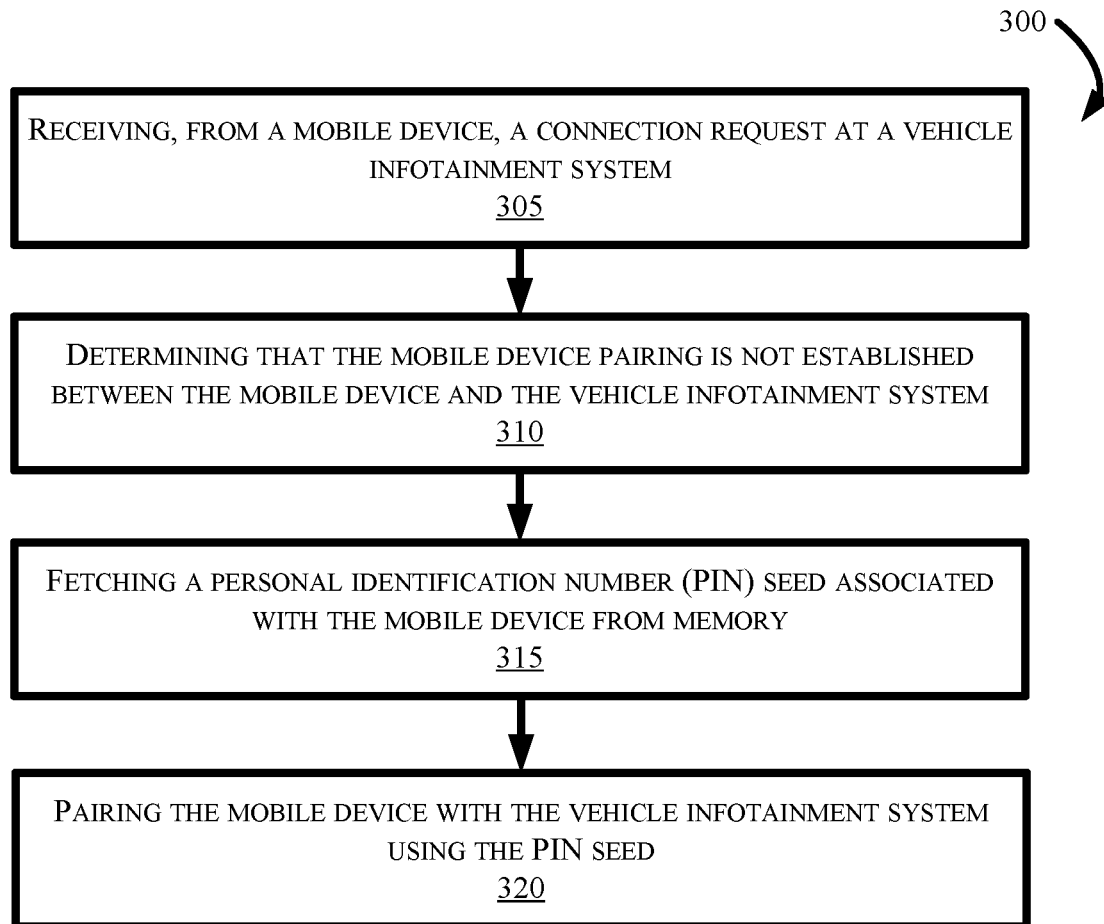 300
RECEIVING, FROM A MOBILE DEVICE, A CONNECTION REQUEST AT A VEHICLE
INFOTAINMENT SYSTEM
305
DETERMINING THAT THE MOBILE DEVICE PAIRING IS NOT ESTABLISHED
BETWEEN THE MOBILE DEVICE AND THE VEHICLE INFOTAINMENT SYSTEM
310
FETCHING A PERSONAL IDENTIFICATION NUMBER (PIN) SEED ASSOCIATED
WITH THE MOBILE DEVICE FROM MEMORY
315
PAIRING THE MOBILE DEVICE WITH THE VEHICLE INFOTAINMENT SYSTEM
USING THE PIN SEED
320